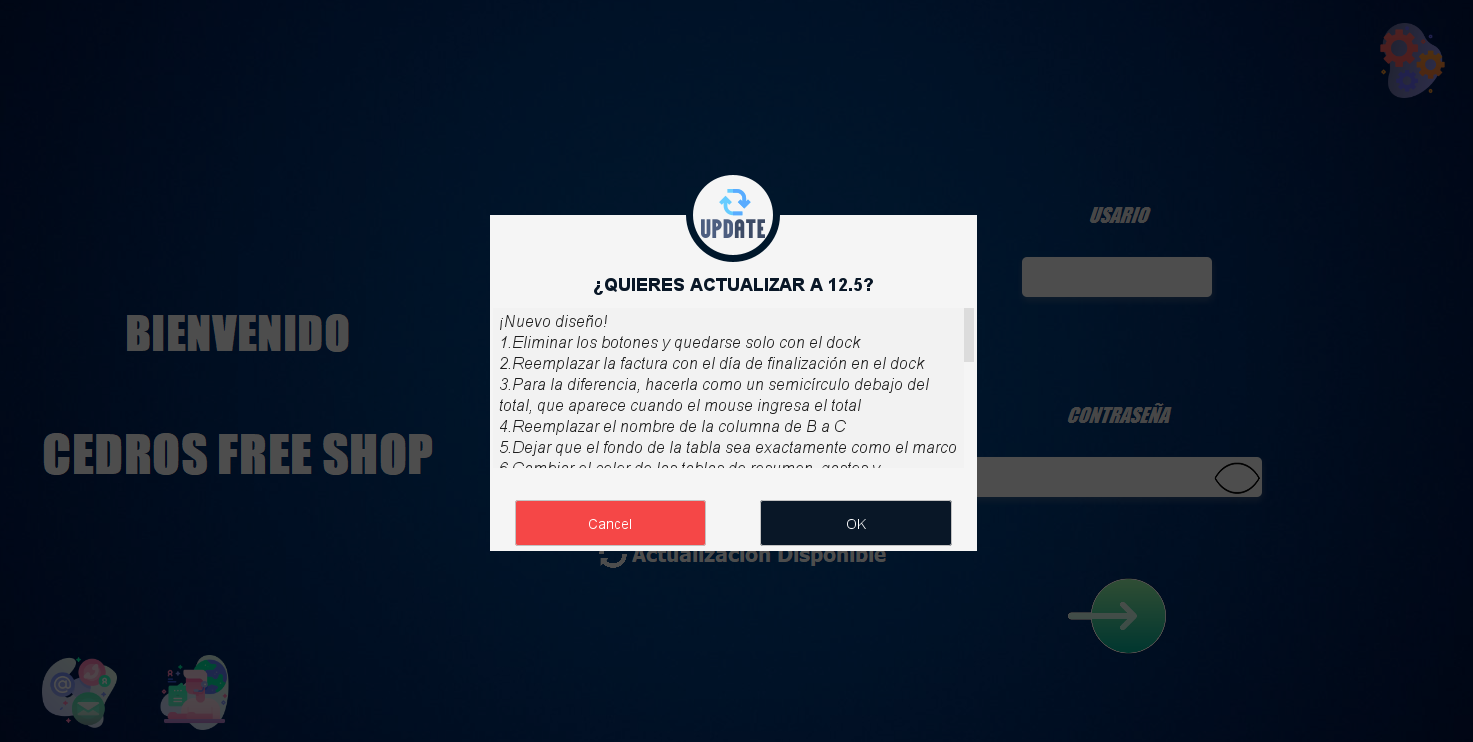 UPDATE
¿QUIERES ACTUALIZAR A 12.5?
¡Nuevo diseño!
1.Eliminar los botones y quedarse solo con el dock
2.Reemplazar la factura con el día de finalización en el dock
3.Para la diferencia, hacerla como un semicírculo debajo del
total, que aparece cuando el mouse ingresa el total
4.Reemplazar el nombre de la columna de B a C
5.Dejar que el fondo de la tabla sea exactamente como el marco
6.Cambiar el color de las tablas de resumen, gastos y
Cancel
OK
BIENVENIDO
CEDROS FREE SHOP
USARIO
CONTRASEÑA
Actualización Disponible